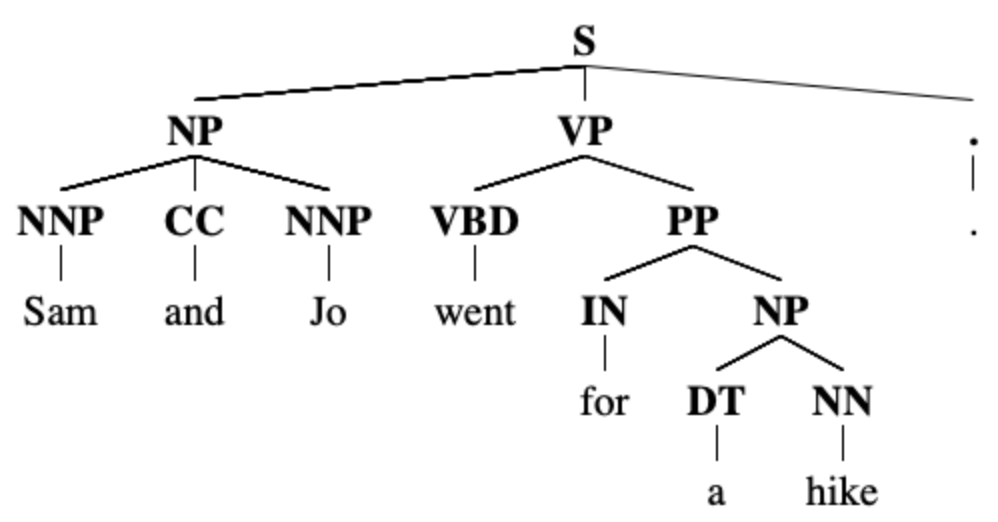 S
NP VP .
NNP CC NNP VBD PP .
Sam and Jo went IN NP
for DT NN
a hike